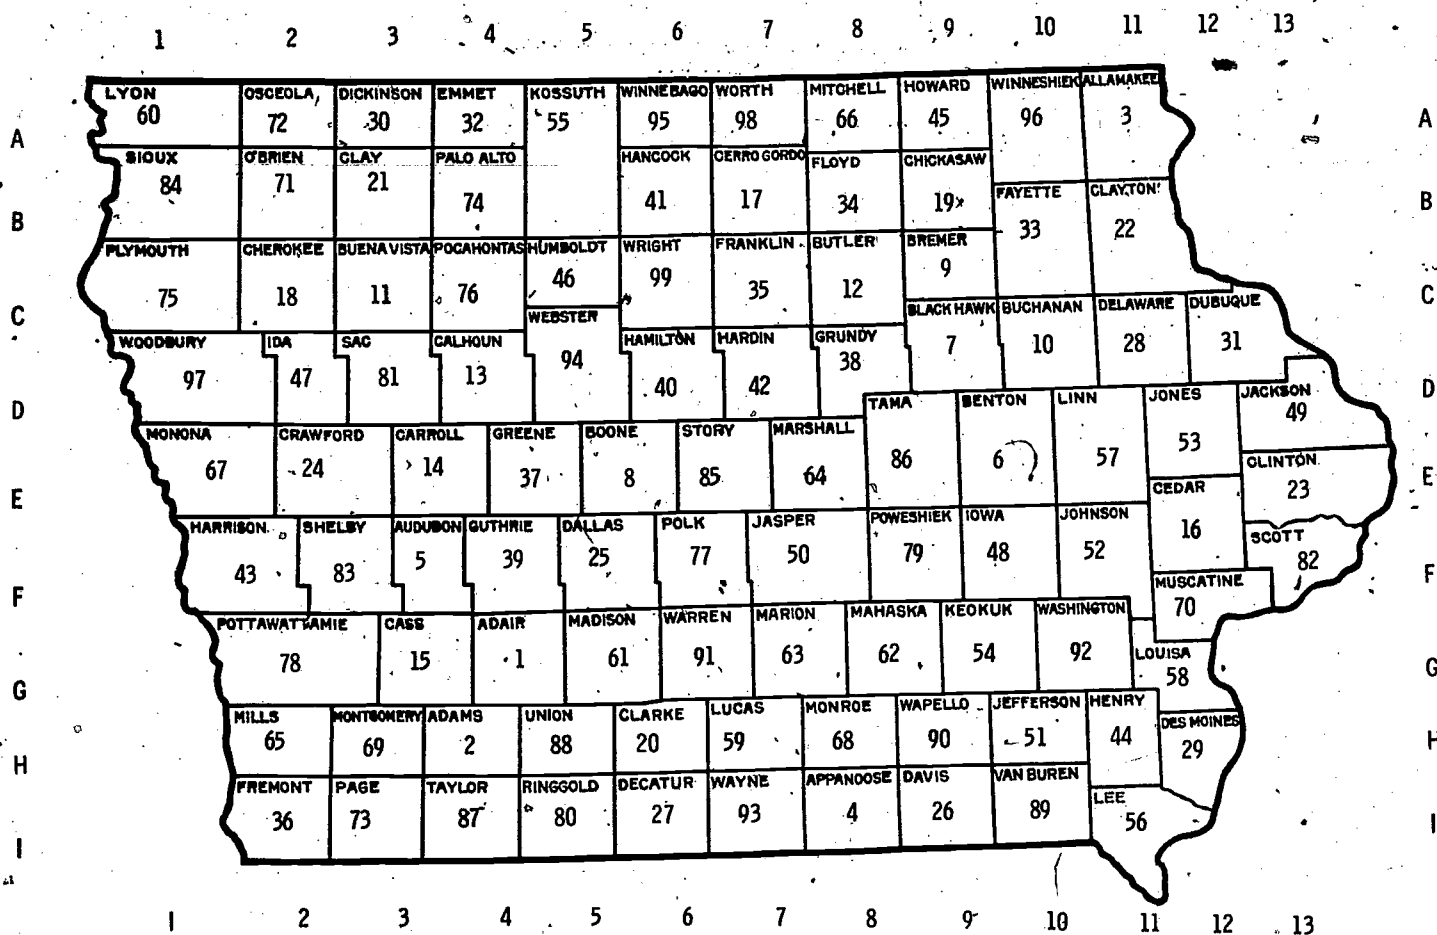 1 2 3 4 5 6 7 8 9 10 11 12 13
A A
LYON OSCEOLA DICKINSON EMMET KOSSUTH WINNEBAGO WORTH MITCHELL HOWARD WINNESHIEK ALLAMAKEE
60 72 30 32 55 95 98 66 45 96 3
SIOUX O'BRIEN CLAY PALO ALTO HANCOCK CERRO GORDO FLOYD CHICKASAW
84 71 21 74 41 17 34 19
B B
FAYETTE CLAYTON
33 22
PLYMOUTH CHEROKEE BUENA VISTA POCAHONTAS HUMBOLDT WRIGHT FRANKLIN BUTLER BREMER
75 18 11 76 46 99 35 12 9
C C
WEBSTER BLACK HAWK BUCHANAN DELAWARE DUBUQUE
94 7 10 28 31
WOODBURY IDA SAC CALHOUN HAMILTON HARDIN GRUNDY
97 47 81 13 40 42 38
D D
TAMA BENTON LINN JONES JACKSON
86 6 57 53 49
MONONA CRAWFORD CARROLL GREENE BOONE STORY MARSHALL
67 24 14 37 8 85 64
E E
CEDAR CLINTON
16 23
HARRISON SHELBY AUDUBON GUTHRIE DALLAS POLK JASPER POWESHIEK IOWA JOHNSON SCOTT
43 83 5 39 25 77 50 79 48 52 82
F F
MUSCATINE
70
POTTAWATTAMIE CASS ADAIR MADISON WARREN MARION MAHASKA KEOKUK WASHINGTON LOUISA
78 15 1 61 91 63 62 54 92 58
G G
MILLS MONTGOMERY ADAMS UNION CLARKE LUCAS MONROE WAPELLO JEFFERSON HENRY DES MOINES
65 69 2 88 20 59 68 90 51 44 29
H H
FREMONT PAGE TAYLOR RINGGOLD DECATUR WAYNE APPANOOSE DAVIS VAN BUREN LEE
36 73 87 80 27 93 4 26 89 56
I I
1 2 3 4 5 6 7 8 9 10 11 12 13